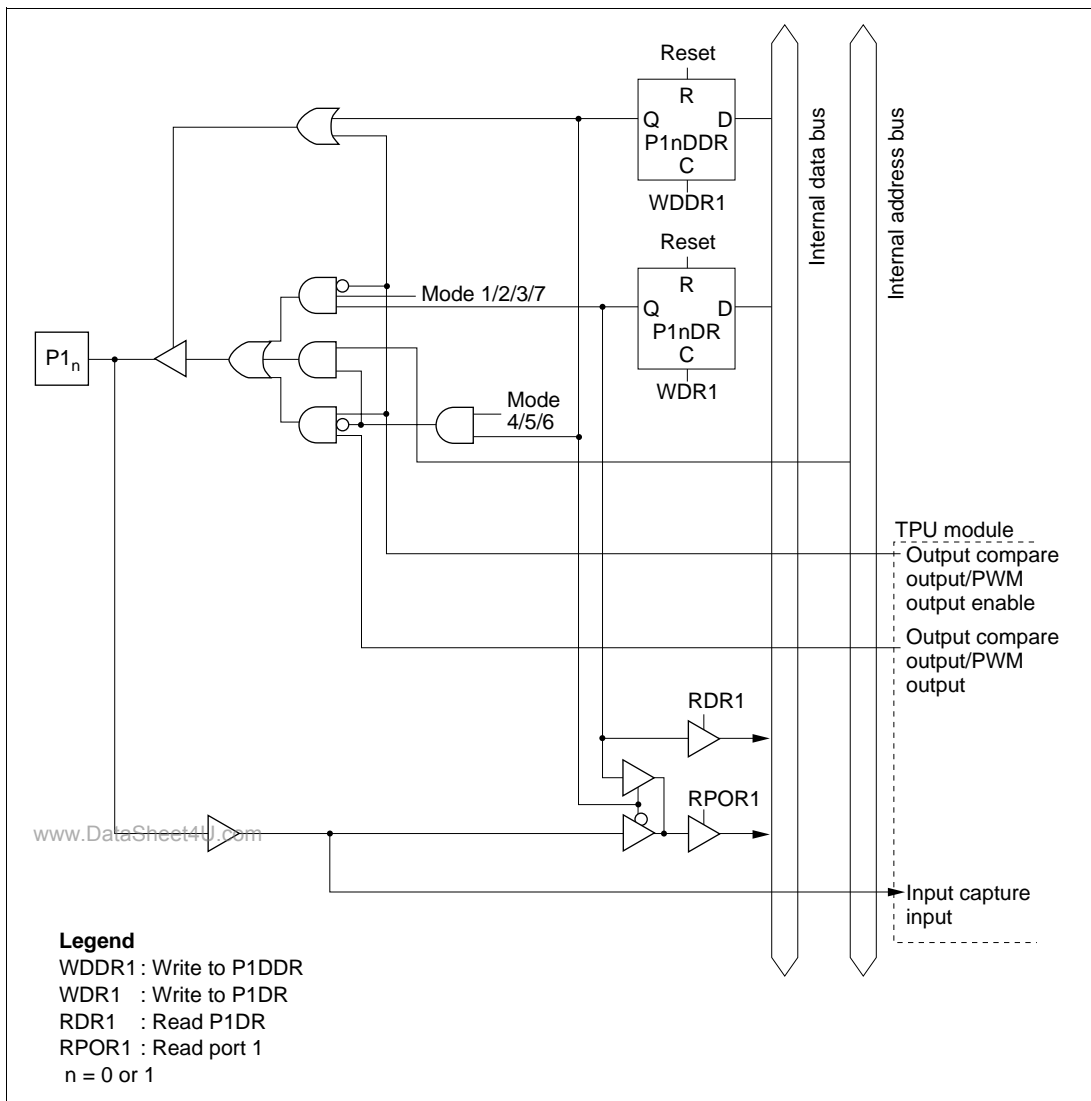 Reset
R
Q D
P1nDDR
C
WDDR1
Reset
R
Q D
P1nDR
C
WDR1
Internal data bus
Internal address bus
Mode 1/2/3/7
P1n
Mode
4/5/6
TPU module
Output compare
output/PWM
output enable
Output compare
output/PWM
output
RDR1
RPOR1
www.DataSheet4U.com
Input capture
input
Legend
WDDR1 : Write to P1DDR
WDR1 : Write to P1DR
RDR1 : Read P1DR
RPOR1 : Read port 1
n = 0 or 1